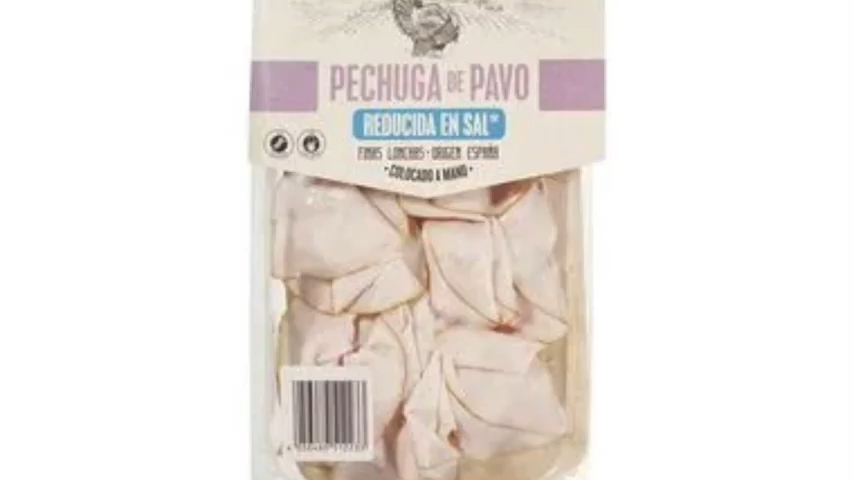 PECHUGA DE PAVO
REDUCIDA EN SAL*
FINAS LONCHAS · ORIGEN ESPAÑA
· COLOCADO A MANO ·